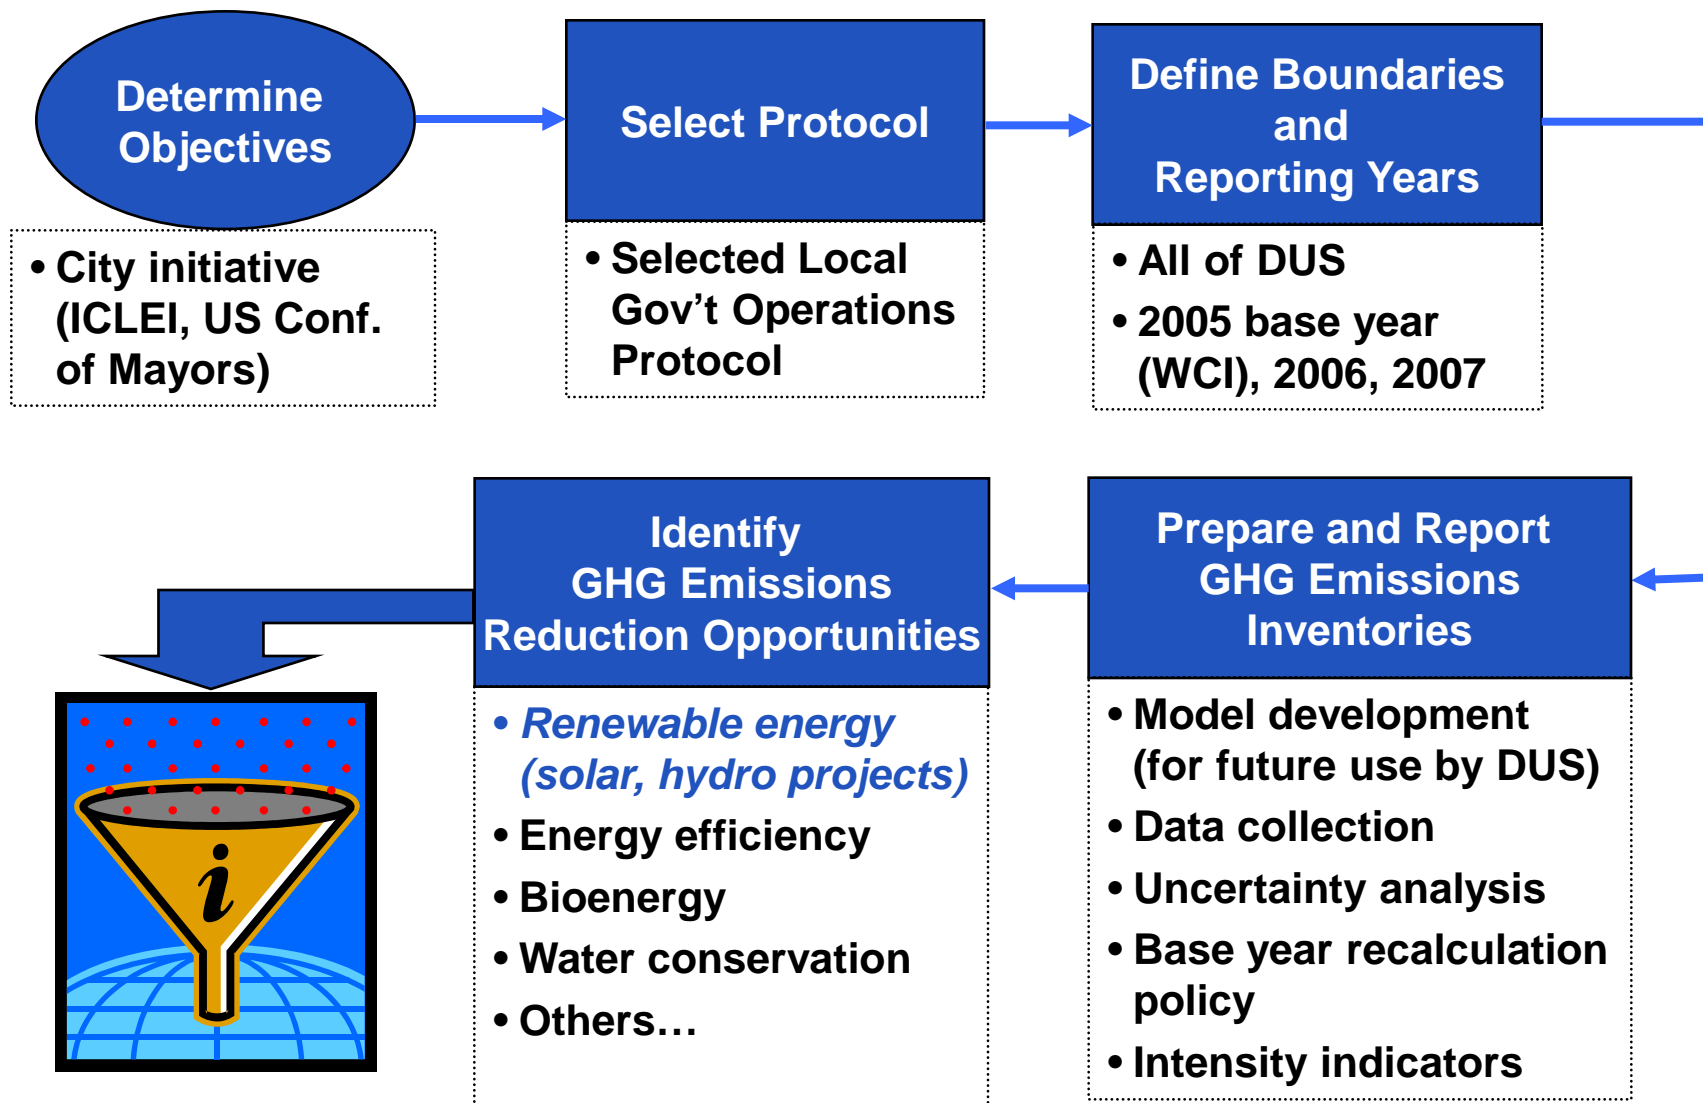 Determine
Objectives
• City initiative
(ICLEI, US Conf.
of Mayors)
Select Protocol
• Selected Local
Gov’t Operations
Protocol
Define Boundaries
and
Reporting Years
• All of DUS
• 2005 base year
(WCI), 2006, 2007
Prepare and Report
GHG Emissions
Inventories
• Model development
(for future use by DUS)
• Data collection
• Uncertainty analysis
• Base year recalculation
policy
• Intensity indicators
Identify
GHG Emissions
Reduction Opportunities
• Renewable energy
(solar, hydro projects)
• Energy efficiency
• Bioenergy
• Water conservation
• Others…
i